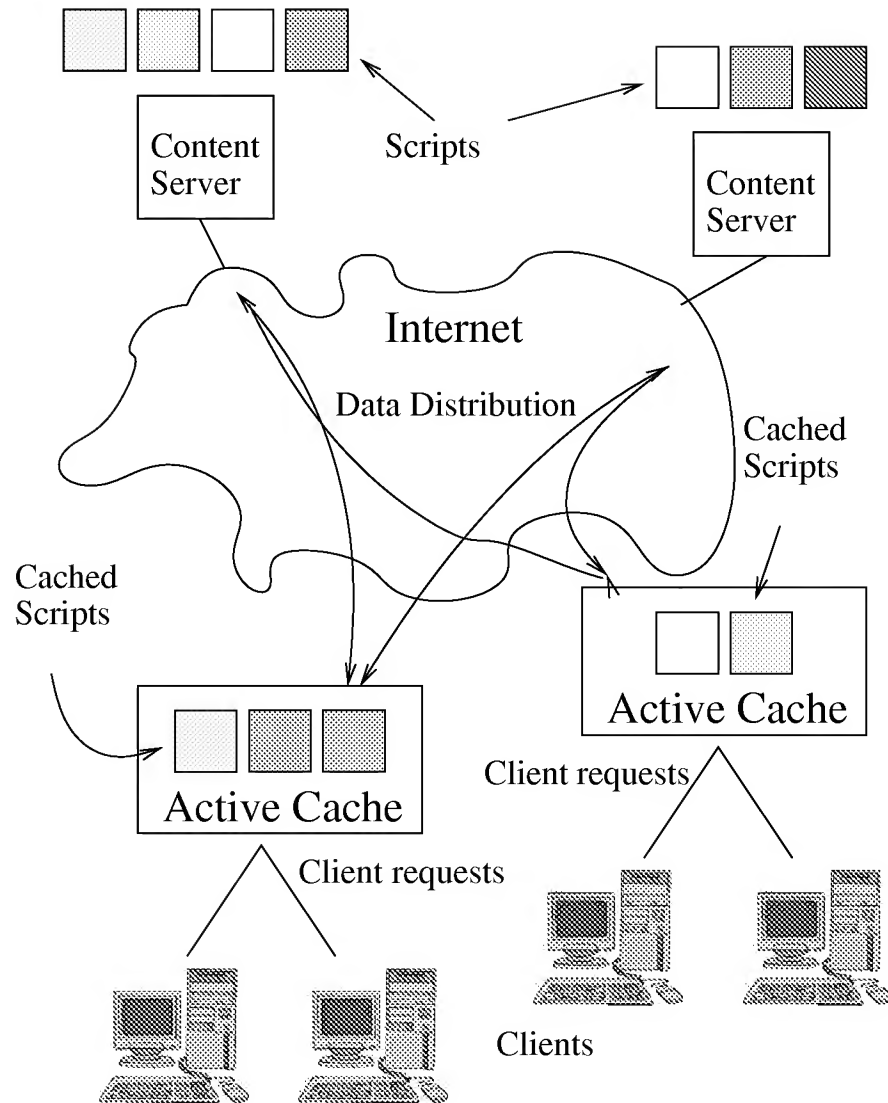 Scripts
Content
Server
Content
Server
Internet
Data Distribution
Cached
Scripts
Cached
Scripts
Active Cache
Client requests
Active Cache
Client requests
Clients